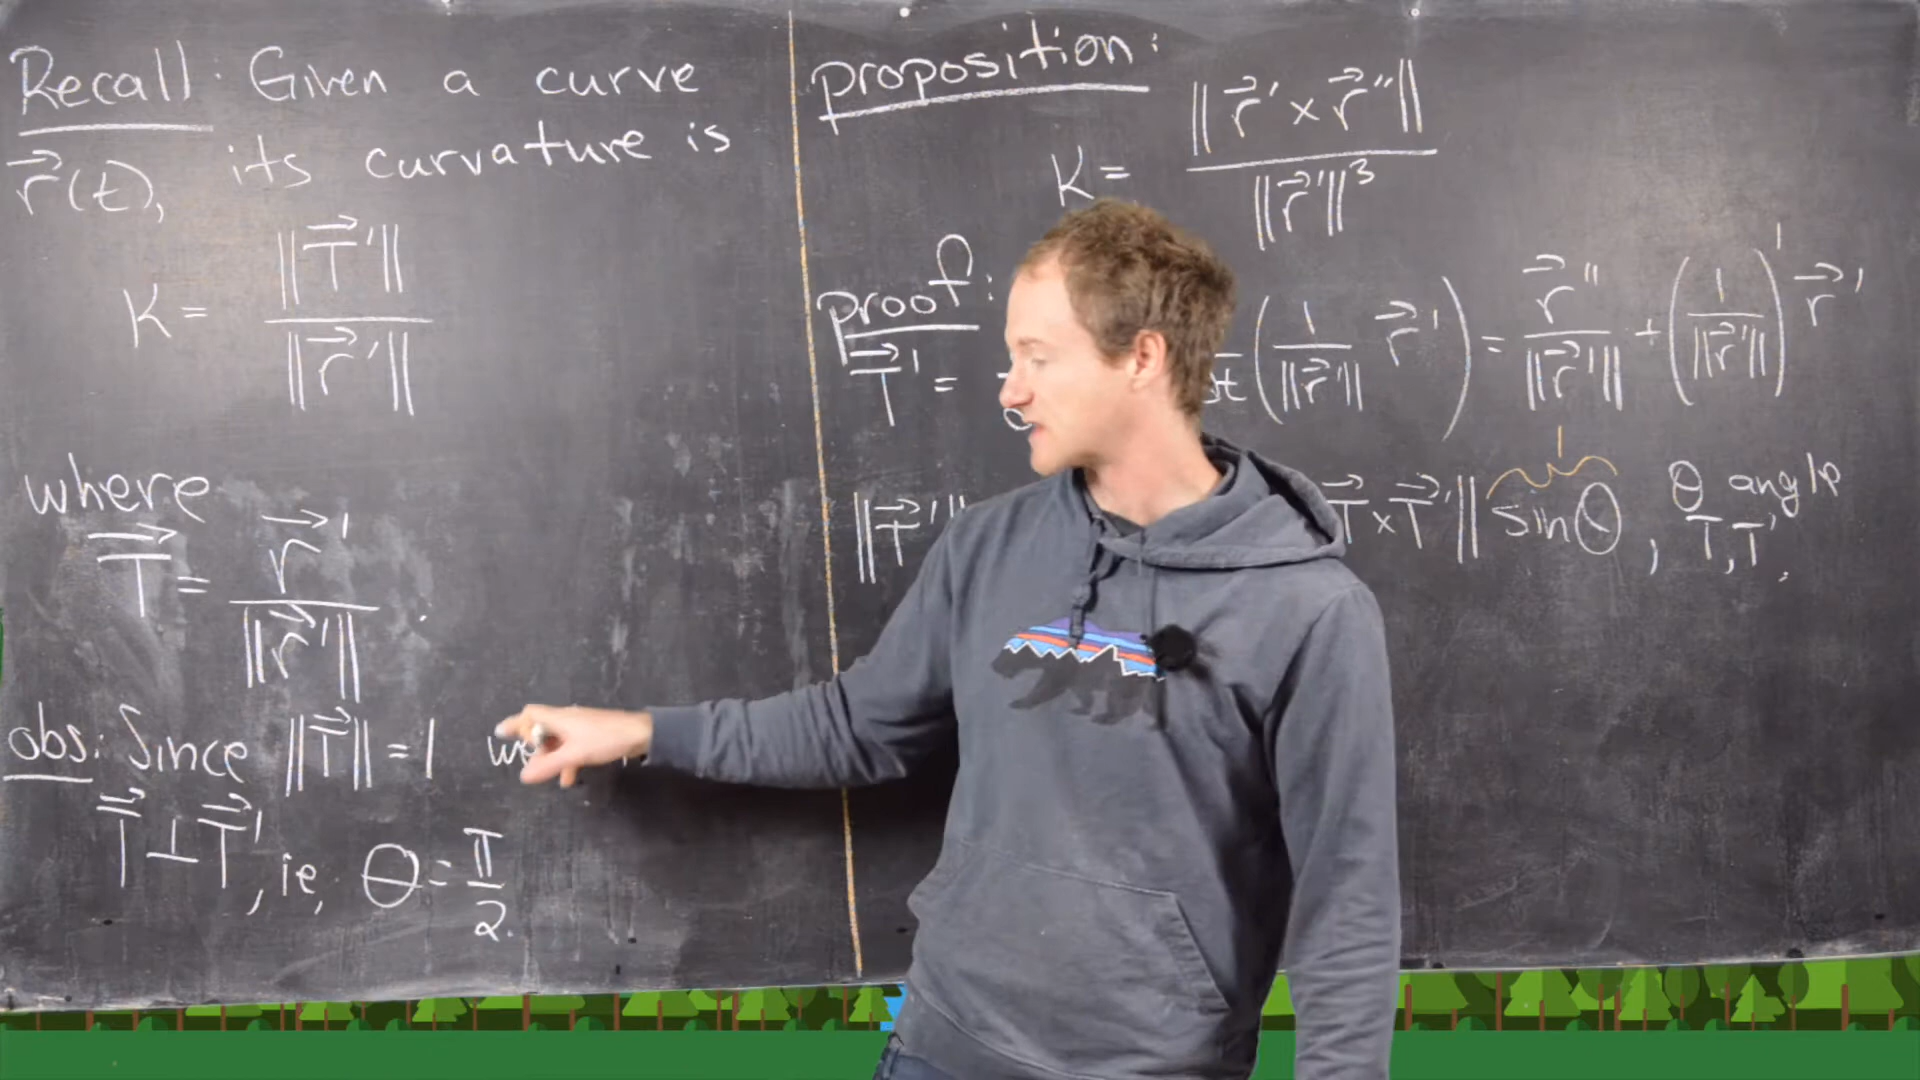 Recall: Given a curve
r⃗(t), its curvature is
K = ‖T⃗'‖ / ‖r⃗'‖
where
T⃗ = r⃗' / ‖r⃗'‖.
obs: Since ‖T⃗‖ = 1
T⃗ ⊥ T⃗', ie, θ = π/2.
proposition:
K = ‖r⃗' × r⃗''‖ / ‖r⃗'‖³
proof:
T⃗' = (1/‖r⃗'‖ r⃗') = r⃗''/‖r⃗'‖ + (1/‖r⃗'‖)' r⃗'
1
‖T⃗'‖ T⃗ × T⃗'‖ sin θ, θ angle
T, T'.